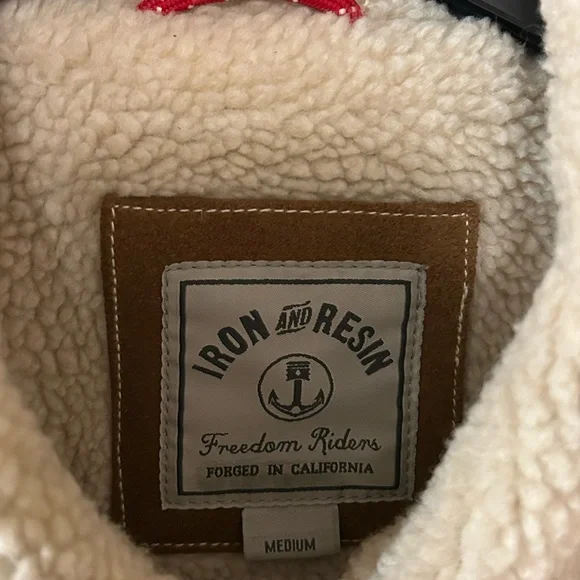 IRON AND RESIN
Freedom Riders
FORGED IN CALIFORNIA
MEDIUM